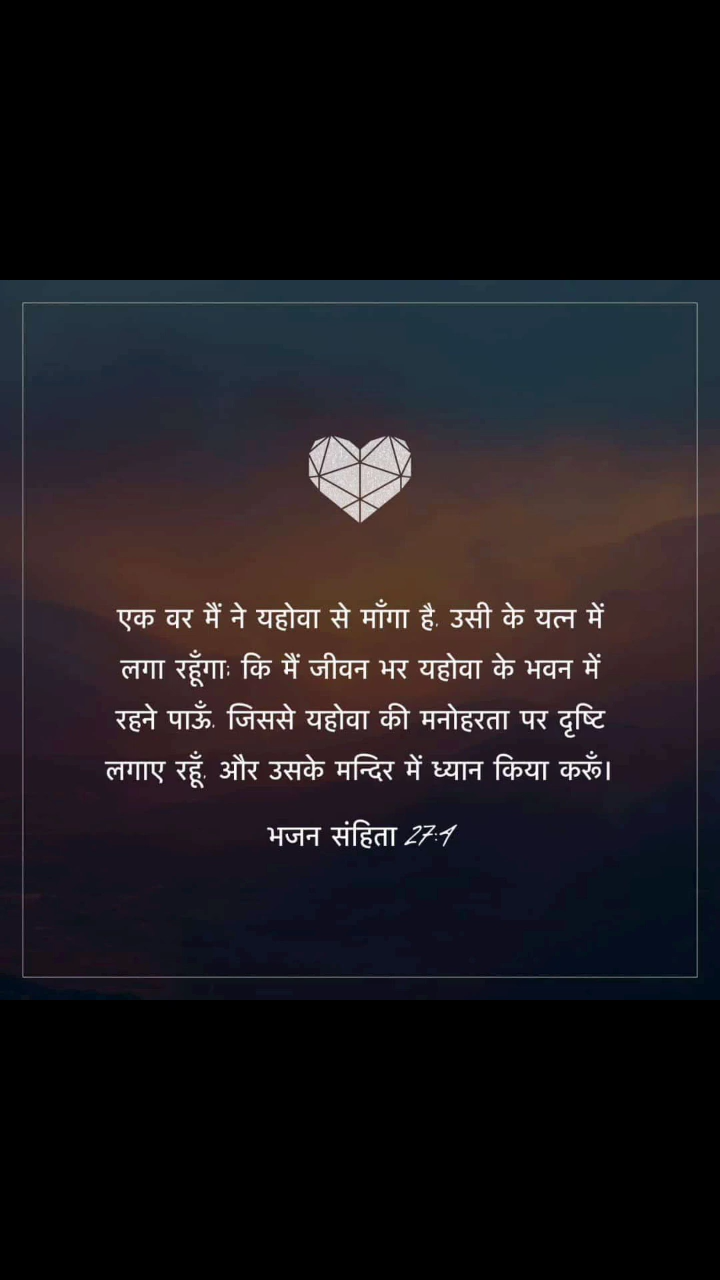 एक वर मैं ने यहोवा से माँगा है, उसी के यत्न में
लगा रहूँगा; कि मैं जीवन भर यहोवा के भवन में
रहने पाऊँ, जिससे यहोवा की मनोहरता पर दृष्टि
लगाए रहूँ, और उसके मन्दिर में ध्यान किया करूँ।
भजन संहिता 27:4